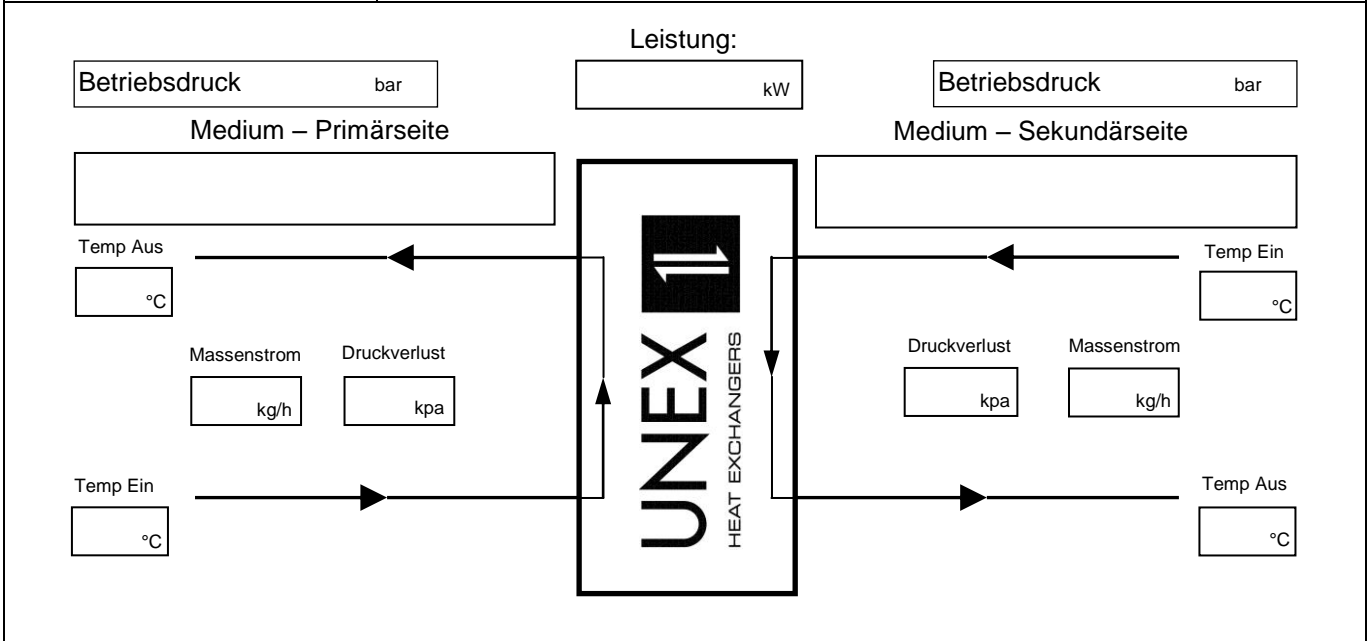 Leistung:
Betriebsdruck bar
kW
Betriebsdruck bar
Medium – Primärseite
Medium – Sekundärseite
Temp Aus
°C
Temp Ein
°C
Massenstrom
kg/h
Druckverlust
kpa
UNEX
HEAT EXCHANGERS
Druckverlust
kpa
Massenstrom
kg/h
Temp Ein
°C
Temp Aus
°C